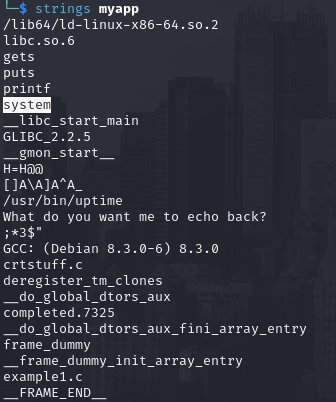 └─$ strings myapp
/lib64/ld-linux-x86-64.so.2
libc.so.6
gets
puts
printf
system
__libc_start_main
GLIBC_2.2.5
__gmon_start__
H=H@@
[]A\A]A^A_
/usr/bin/uptime
What do you want me to echo back?
;*3$"
GCC: (Debian 8.3.0-6) 8.3.0
crtstuff.c
deregister_tm_clones
__do_global_dtors_aux
completed.7325
__do_global_dtors_aux_fini_array_entry
frame_dummy
__frame_dummy_init_array_entry
example1.c
__FRAME_END__